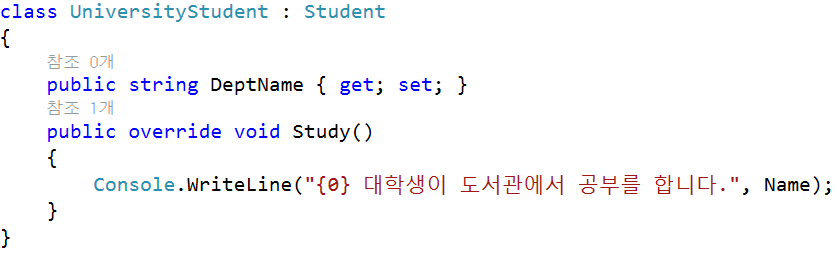 class UniversityStudent : Student
{
참조 0개
public string DeptName { get; set; }
참조 1개
public override void Study()
{
Console.WriteLine("{0} 대학생이 도서관에서 공부를 합니다.", Name);
}
}